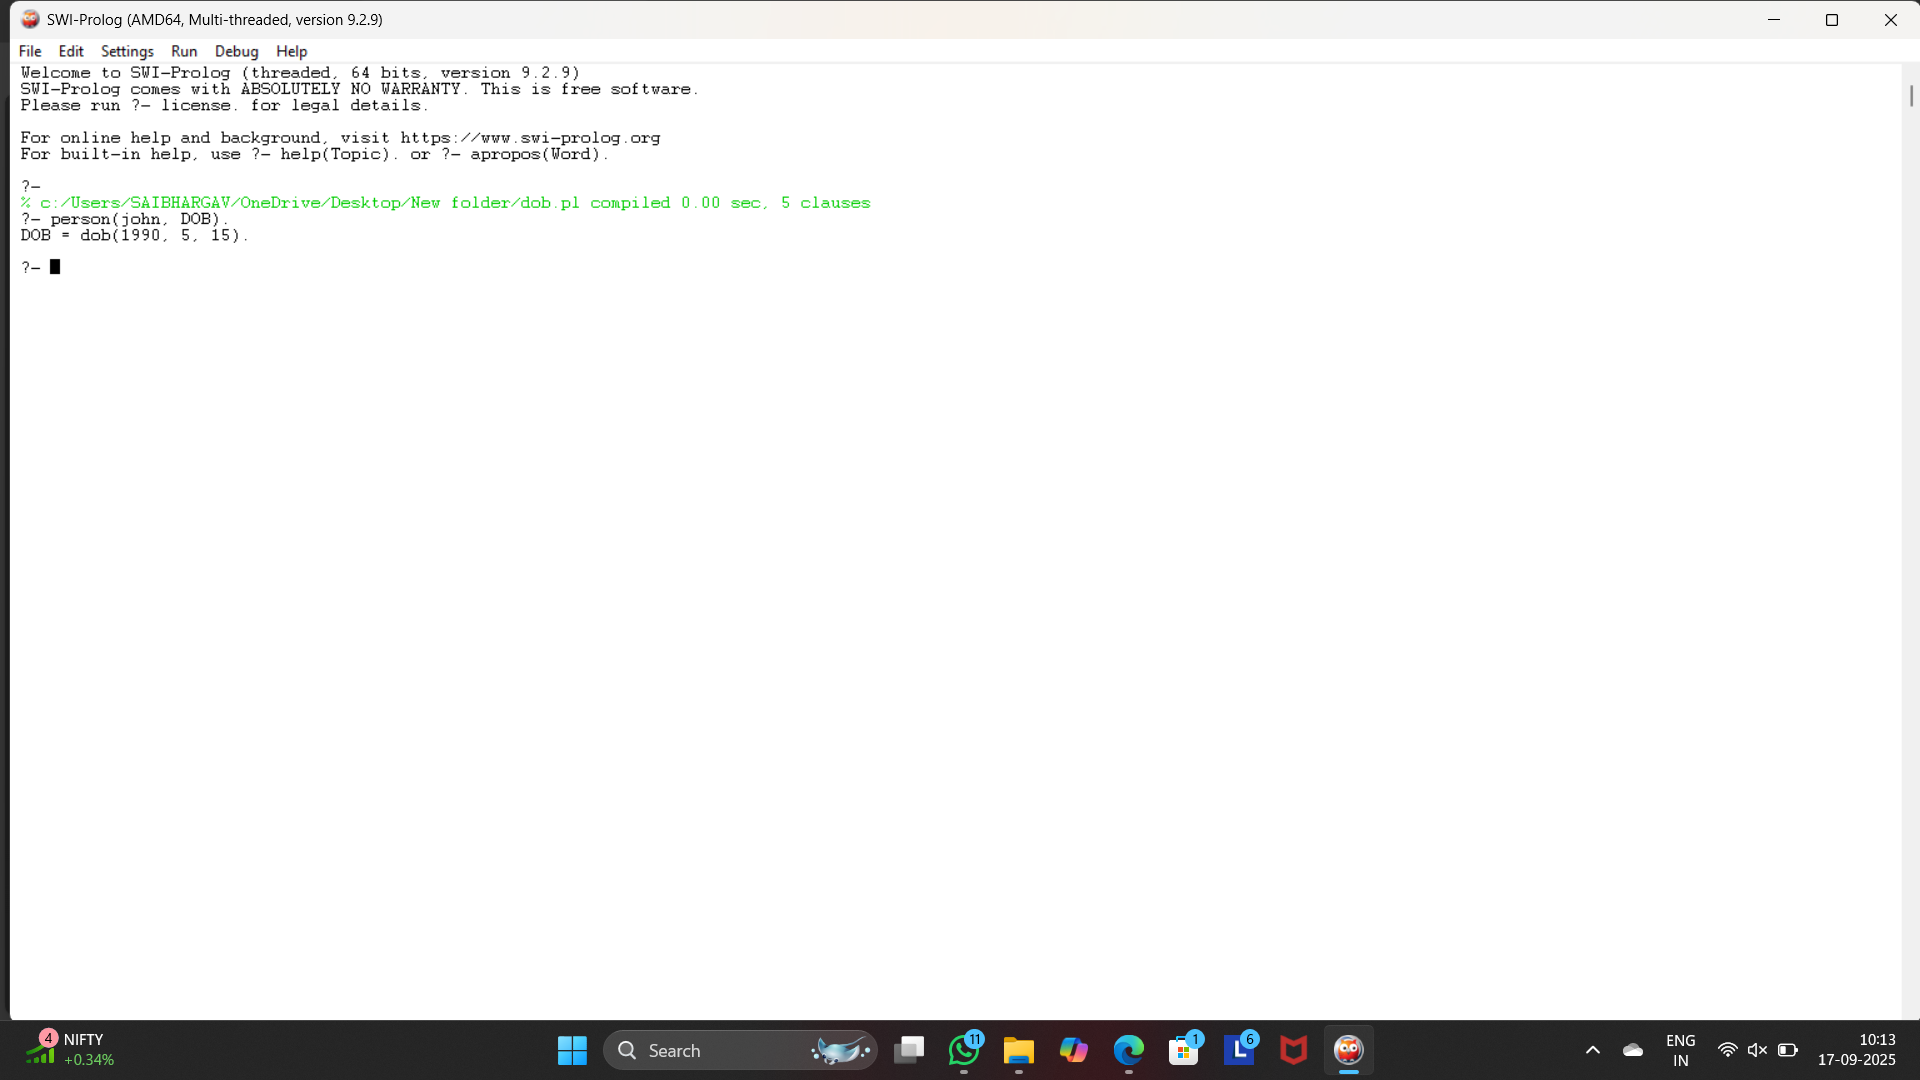 SWI-Prolog (AMD64, Multi-threaded, version 9.2.9)
File Edit Settings Run Debug Help
Welcome to SWI-Prolog (threaded, 64 bits, version 9.2.9)
SWI-Prolog comes with ABSOLUTELY NO WARRANTY. This is free software.
Please run ?- license. for legal details.
For online help and background, visit https://www.swi-prolog.org
For built-in help, use ?- help(Topic). or ?- apropos(Word).
?-
% c:/Users/SAIBHARGAV/OneDrive/Desktop/New folder/dob.pl compiled 0.00 sec, 5 clauses
?- person(john, DOB).
DOB = dob(1990, 5, 15).
?-
4 NIFTY
+0.34%
Search
11
1
L 6
ENG
IN
10:13
17-09-2025